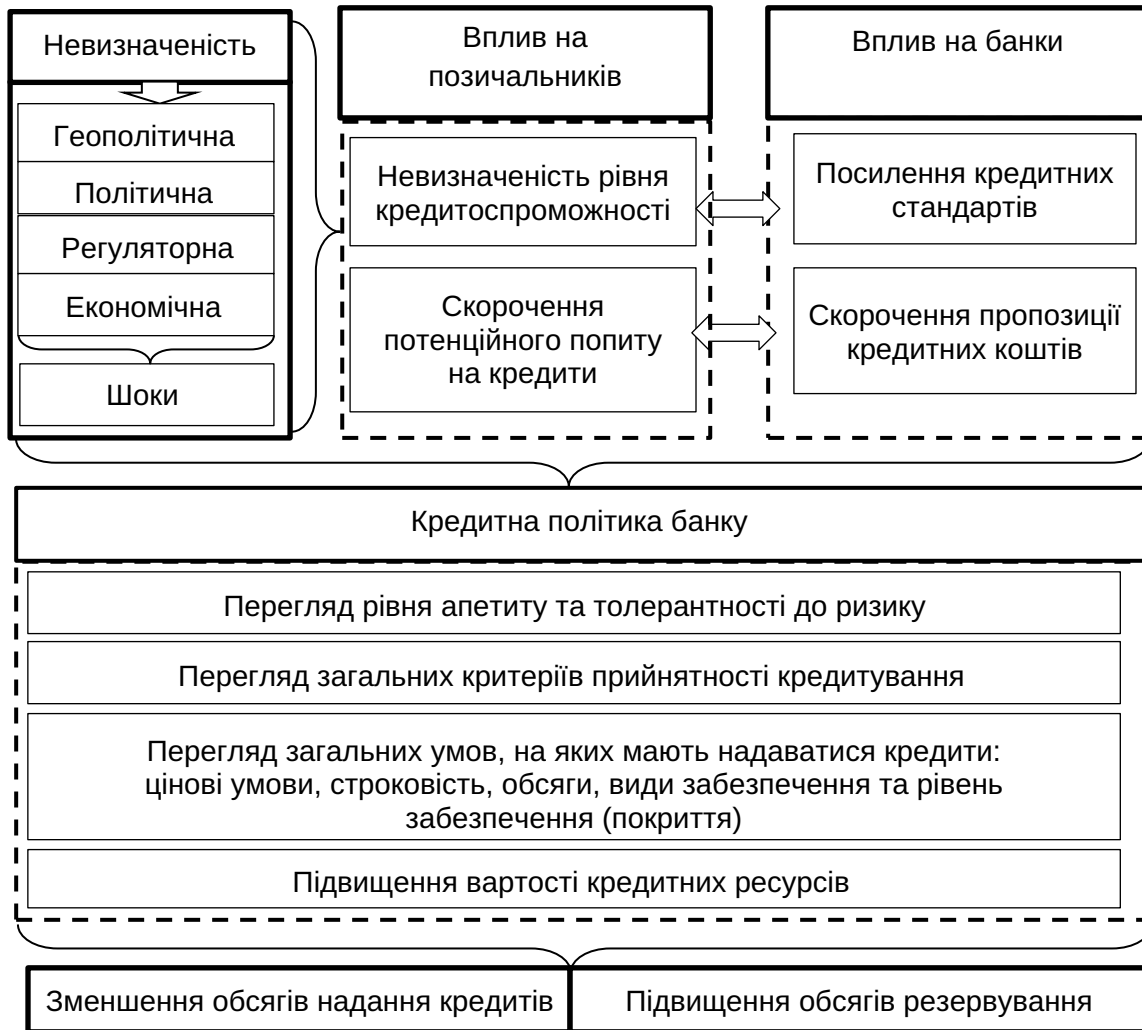 Невизначеність
Геополітична
Політична
Регуляторна
Економічна
Шоки
Вплив на
позичальників
Невизначеність рівня
кредитоспроможності
Скорочення
потенційного попиту
на кредити
Вплив на банки
Посилення кредитних
стандартів
Скорочення пропозиції
кредитних коштів
Кредитна політика банку
Перегляд рівня апетиту та толерантності до ризику
Перегляд загальних критеріїв прийнятності кредитування
Перегляд загальних умов, на яких мають надаватися кредити:
цінові умови, строковість, обсяги, види забезпечення та рівень
забезпечення (покриття)
Підвищення вартості кредитних ресурсів
Зменшення обсягів надання кредитів
Підвищення обсягів резервування